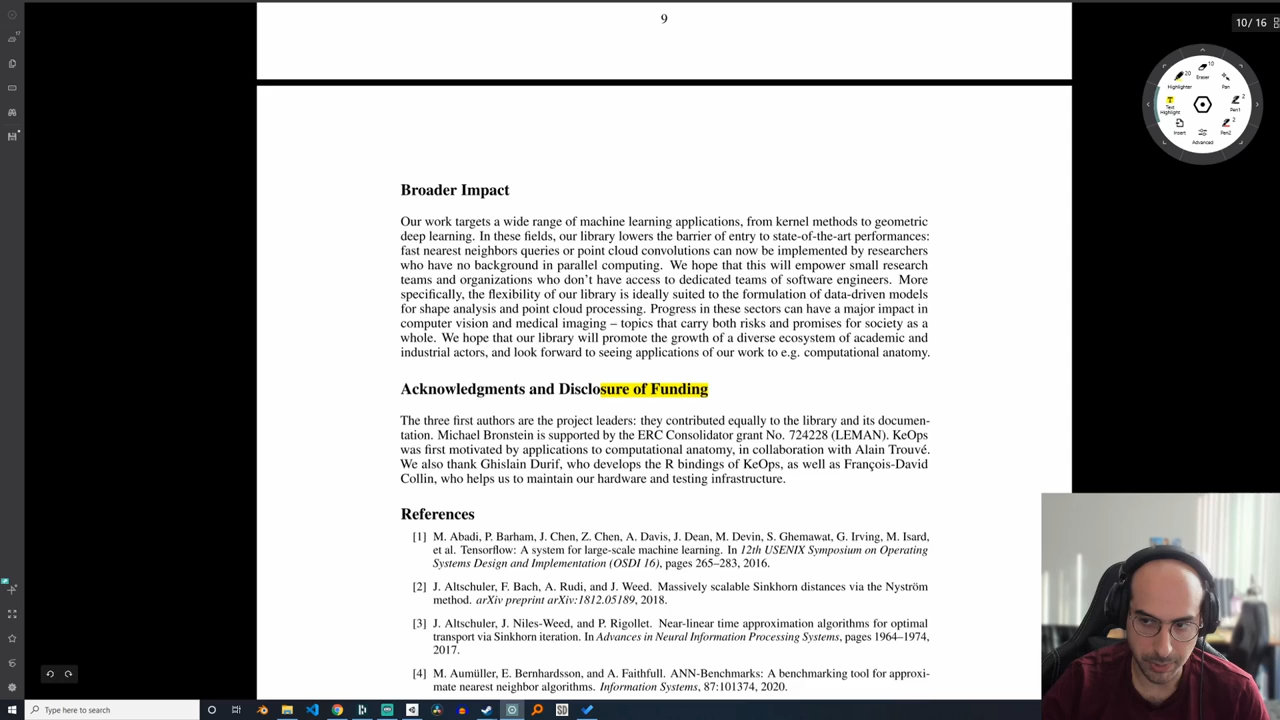 9
10/ 16
10
Eraser
20
Highlighter
Pan
T
Text
Highlight
2
Pen1
Insert
2
Pen2
Advanced
Broader Impact
Our work targets a wide range of machine learning applications, from kernel methods to geometric
deep learning. In these fields, our library lowers the barrier of entry to state-of-the-art performances:
fast nearest neighbors queries or point cloud convolutions can now be implemented by researchers
who have no background in parallel computing. We hope that this will empower small research
teams and organizations who don't have access to dedicated teams of software engineers. More
specifically, the flexibility of our library is ideally suited to the formulation of data-driven models
for shape analysis and point cloud processing. Progress in these sectors can have a major impact in
computer vision and medical imaging – topics that carry both risks and promises for society as a
whole. We hope that our library will promote the growth of a diverse ecosystem of academic and
industrial actors, and look forward to seeing applications of our work to e.g. computational anatomy.
Acknowledgments and Disclosure of Funding
The three first authors are the project leaders: they contributed equally to the library and its documen-
tation. Michael Bronstein is supported by the ERC Consolidator grant No. 724228 (LEMAN). KeOps
was first motivated by applications to computational anatomy, in collaboration with Alain Trouvé.
We also thank Ghislain Durif, who develops the R bindings of KeOps, as well as François-David
Collin, who helps us to maintain our hardware and testing infrastructure.
References
[1] M. Abadi, P. Barham, J. Chen, Z. Chen, A. Davis, J. Dean, M. Devin, S. Ghemawat, G. Irving, M. Isard,
et al. Tensorflow: A system for large-scale machine learning. In 12th USENIX Symposium on Operating
Systems Design and Implementation (OSDI 16), pages 265–283, 2016.
[2] J. Altschuler, F. Bach, A. Rudi, and J. Weed. Massively scalable Sinkhorn distances via the Nyström
method. arXiv preprint arXiv:1812.05189, 2018.
[3] J. Altschuler, J. Niles-Weed, and P. Rigollet. Near-linear time approximation algorithms for optimal
transport via Sinkhorn iteration. In Advances in Neural Information Processing Systems, pages 1964–1974,
2017.
[4] M. Aumüller, E. Bernhardsson, and A. Faithfull. ANN-Benchmarks: A benchmarking tool for approxi-
mate nearest neighbor algorithms. Information Systems, 87:101374, 2020.
Type here to search
SD